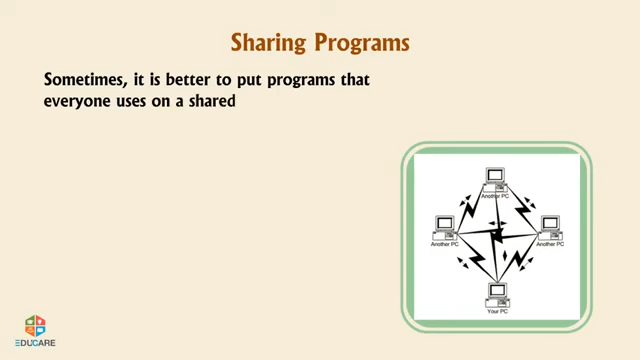 Sharing Programs
Sometimes, it is better to put programs that
everyone uses on a shared
Another PC
Another PC
Another PC
Your PC
EDUCARE